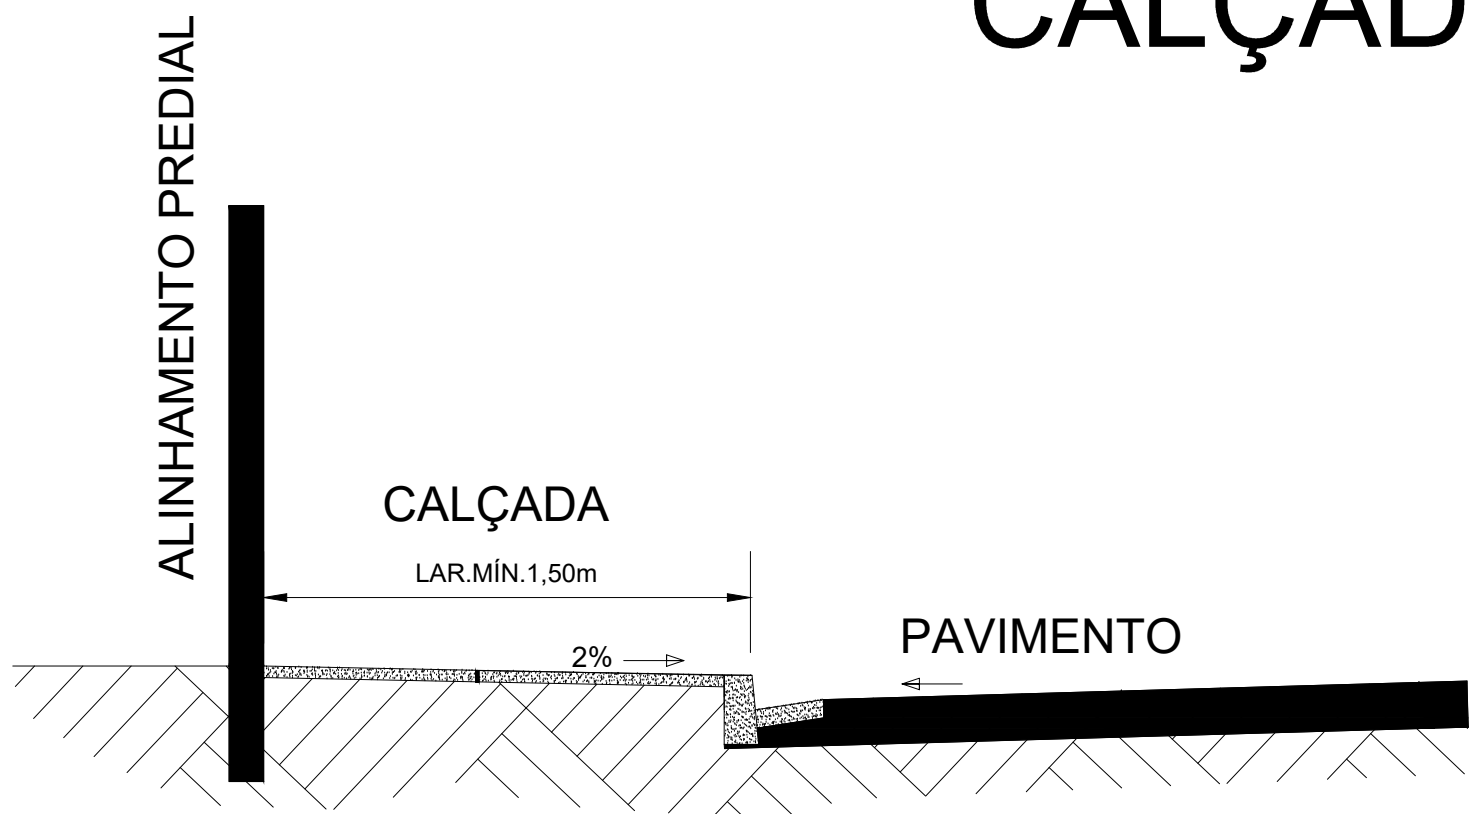 CALÇAD
ALINHAMENTO PREDIAL
CALÇADA
LAR.MÍN.1,50m
PAVIMENTO
2%